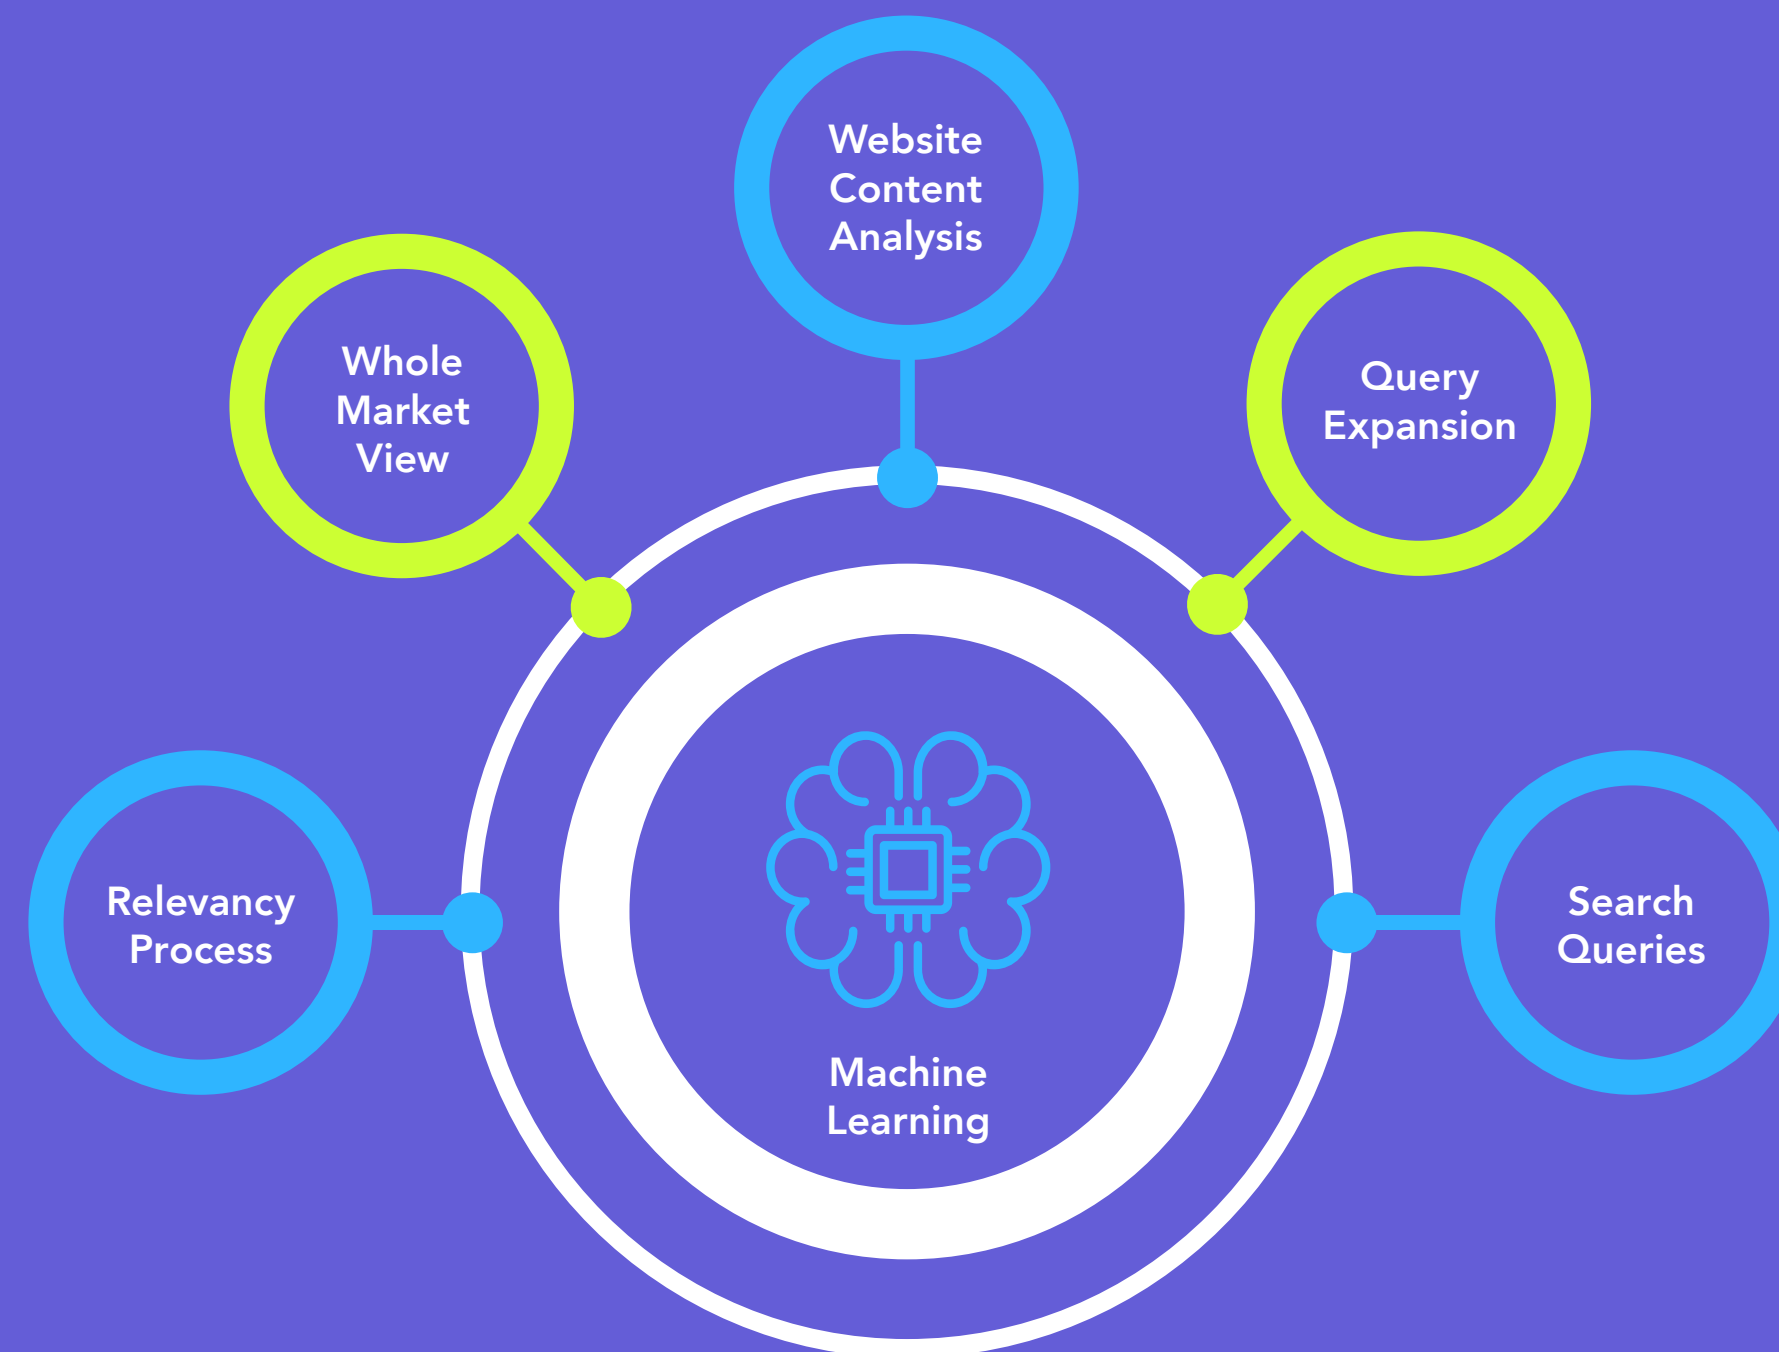 Website
Content
Analysis
Whole
Market
View
Query
Expansion
Relevancy
Process
Search
Queries
Machine
Learning